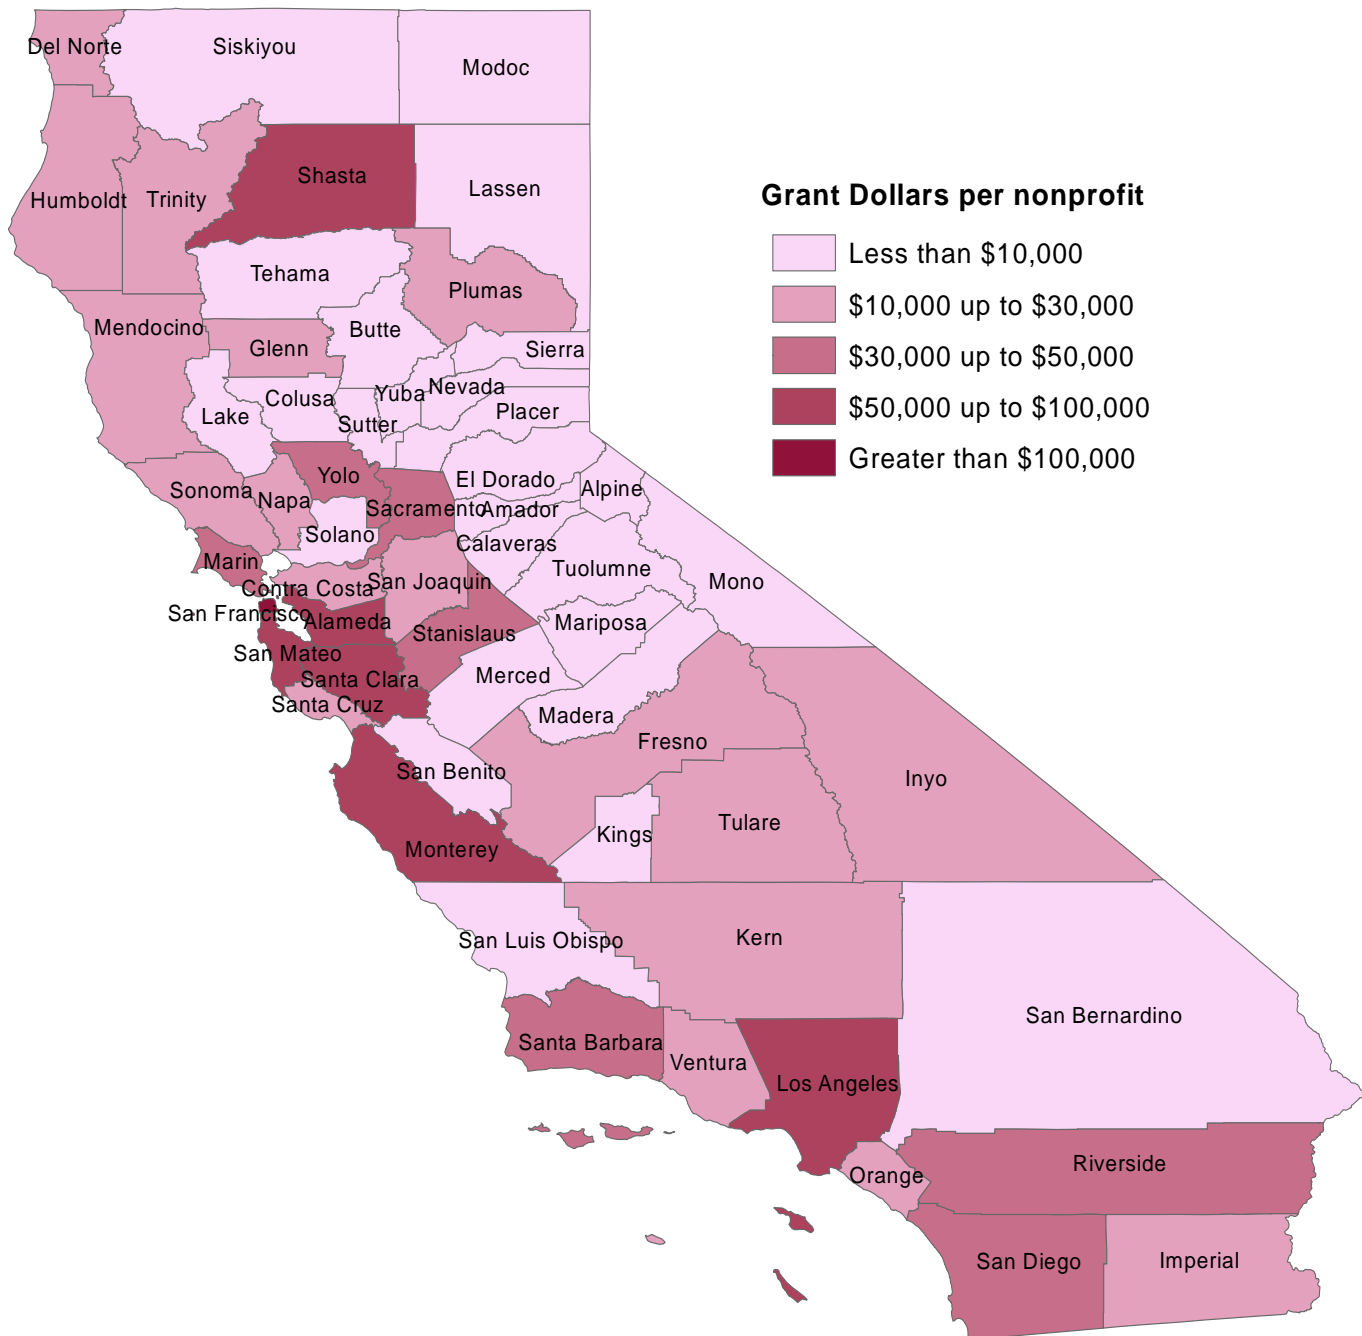 Del Norte
Siskiyou
Modoc
Shasta
Lassen
Humboldt
Trinity
Grant Dollars per nonprofit
Less than $10,000
$10,000 up to $30,000
$30,000 up to $50,000
$50,000 up to $100,000
Greater than $100,000
Tehama
Plumas
Mendocino
Butte
Glenn
Sierra
Nevada
Yuba
Colusa
Placer
Lake
Sutter
Yolo
El Dorado
Alpine
Sonoma
Napa
Sacramento
Amador
Solano
Calaveras
Marin
Tuolumne
Mono
San Joaquin
Contra Costa
San Francisco
Alameda
Mariposa
Stanislaus
San Mateo
Santa Clara
Merced
Santa Cruz
Madera
Fresno
San Benito
Inyo
Tulare
Kings
Monterey
Kern
San Luis Obispo
San Bernardino
Santa Barbara
Ventura
Los Angeles
Riverside
Orange
San Diego
Imperial